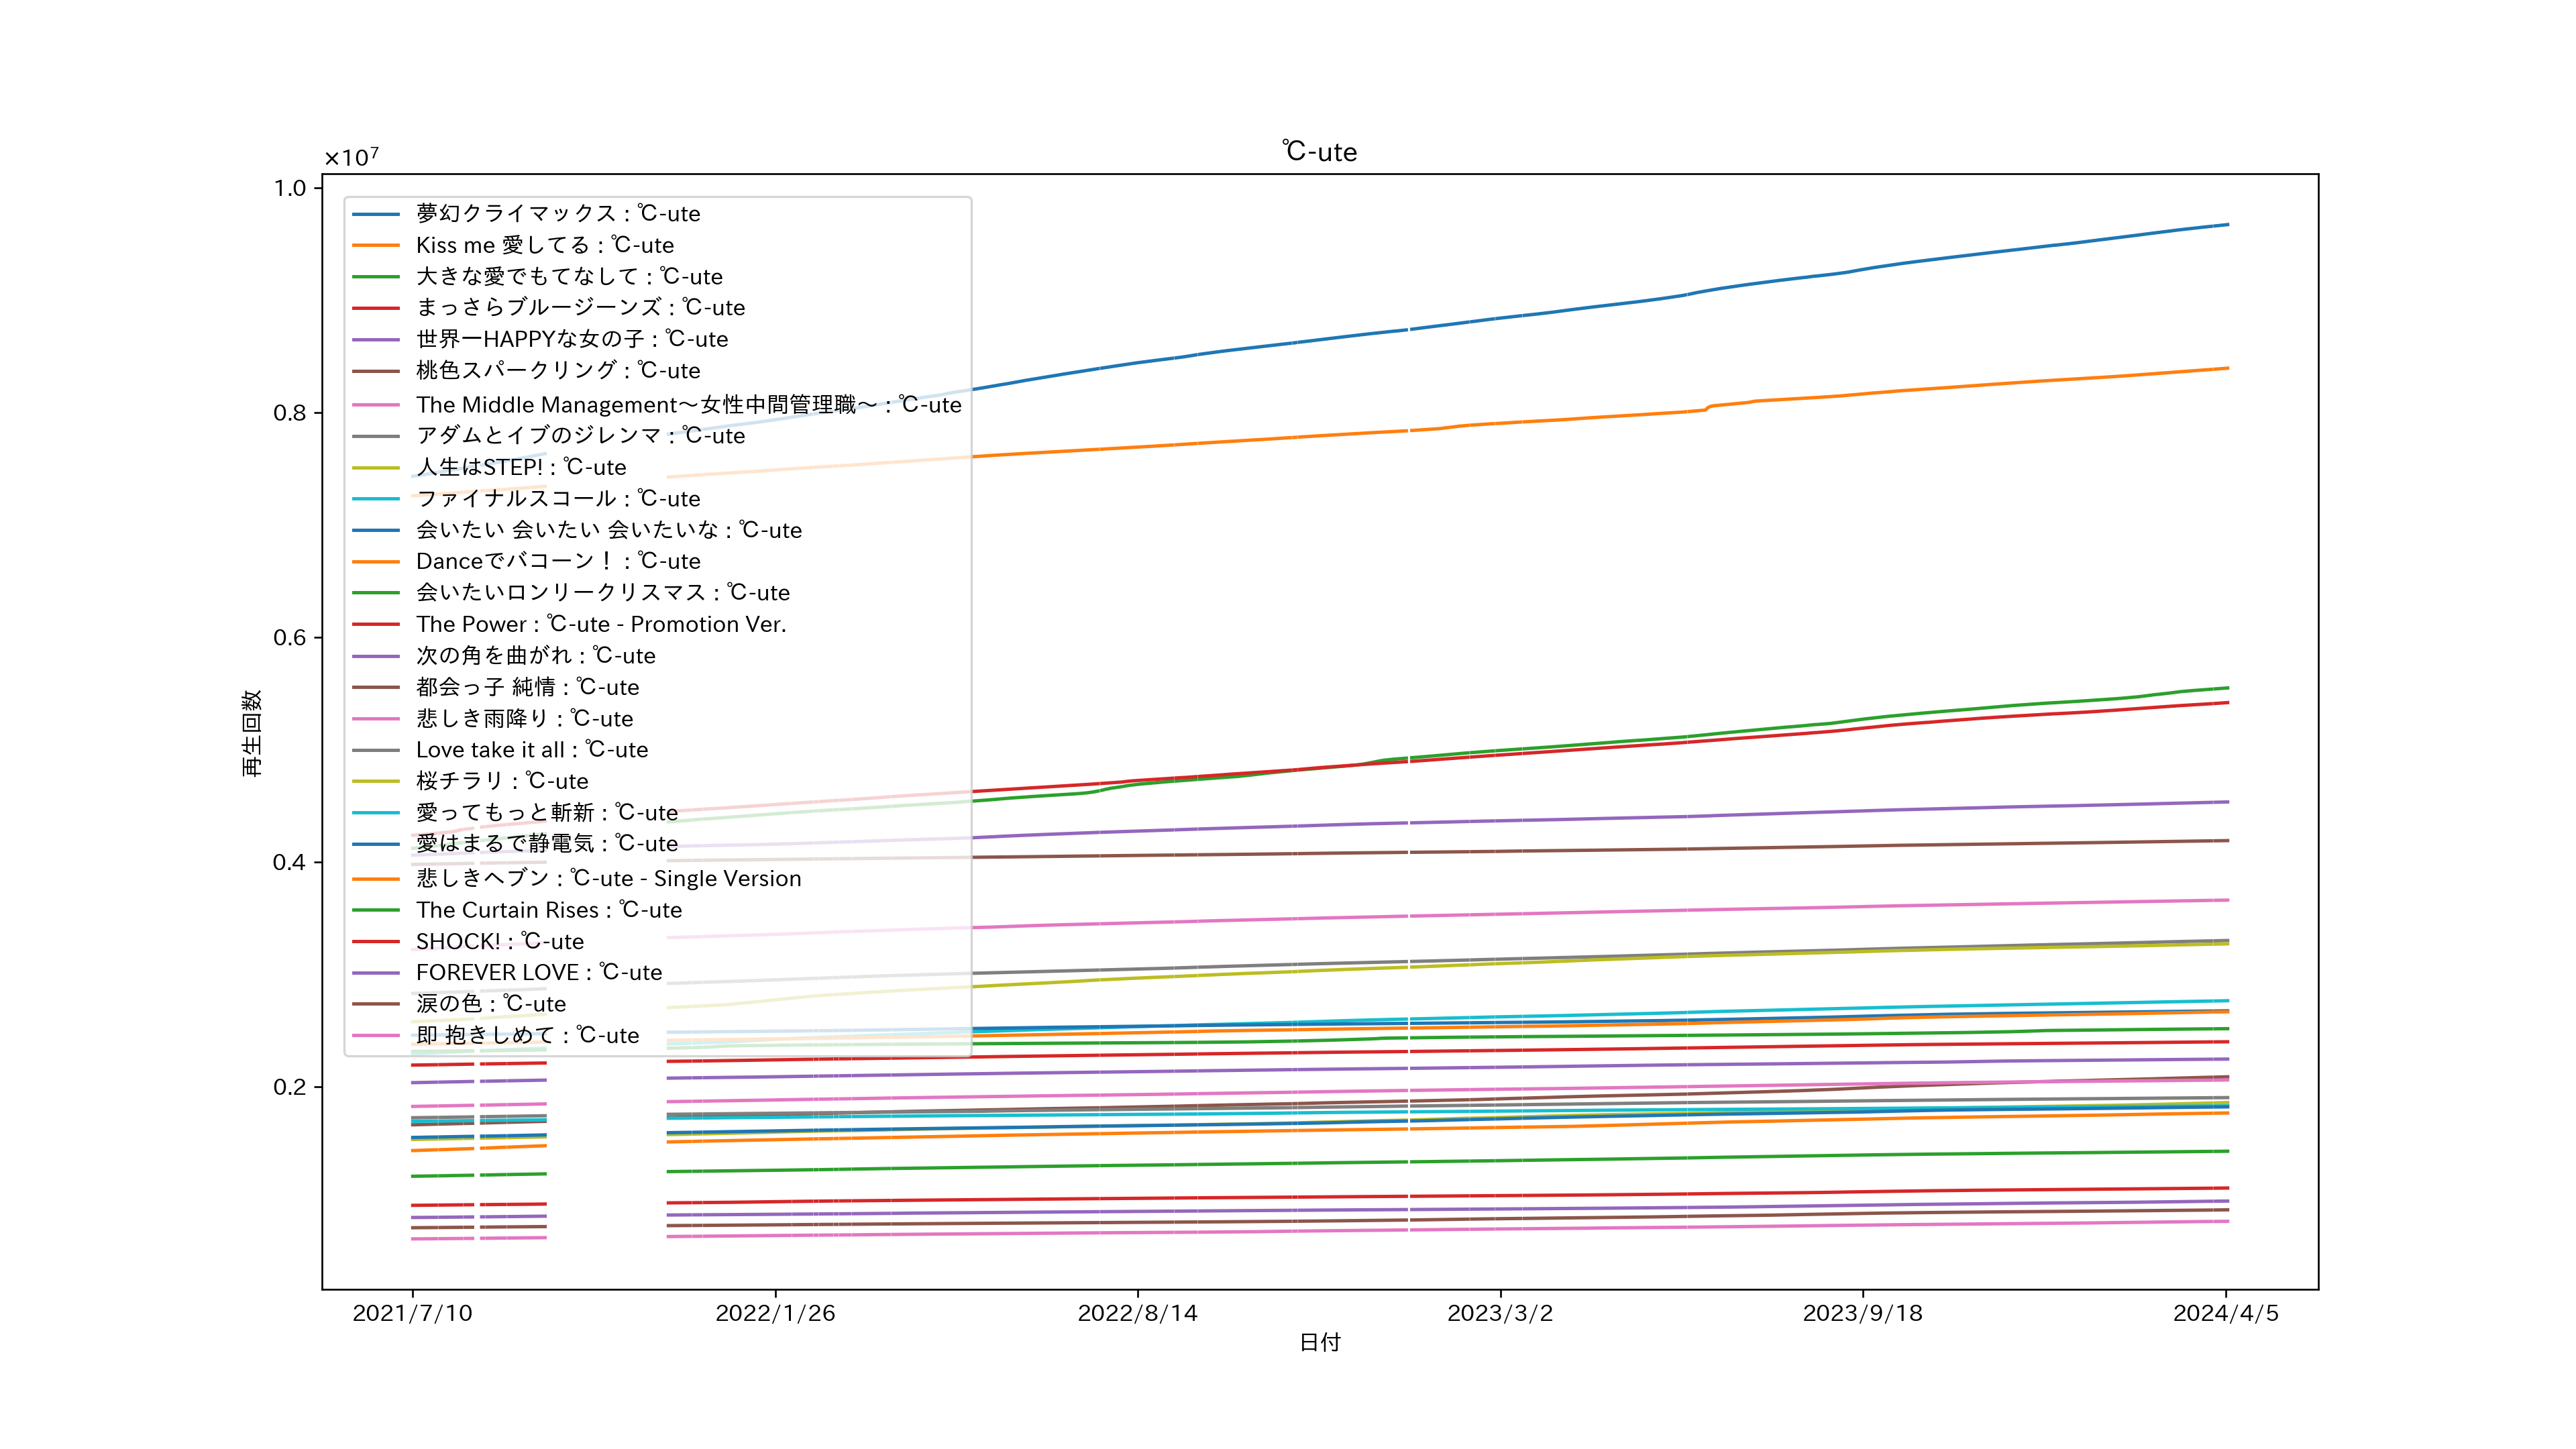 ℃-ute
×10⁷
1.0
0.8
0.6
0.4
0.2
再生回数
夢幻クライマックス : ℃-ute
Kiss me 愛してる : ℃-ute
大きな愛でもてなして : ℃-ute
まっさらブルージーンズ : ℃-ute
世界一HAPPYな女の子 : ℃-ute
桃色スパークリング : ℃-ute
The Middle Management～女性中間管理職～ : ℃-ute
アダムとイブのジレンマ : ℃-ute
人生はSTEP! : ℃-ute
ファイナルスコール : ℃-ute
会いたい 会いたい 会いたいな : ℃-ute
Danceでバコーン！ : ℃-ute
会いたいロンリークリスマス : ℃-ute
The Power : ℃-ute - Promotion Ver.
次の角を曲がれ : ℃-ute
都会っ子 純情 : ℃-ute
悲しき雨降り : ℃-ute
Love take it all : ℃-ute
桜チラリ : ℃-ute
愛ってもっと斬新 : ℃-ute
愛はまるで静電気 : ℃-ute
悲しきヘブン : ℃-ute - Single Version
The Curtain Rises : ℃-ute
SHOCK! : ℃-ute
FOREVER LOVE : ℃-ute
涙の色 : ℃-ute
即 抱きしめて : ℃-ute
2021/7/10
2022/1/26
2022/8/14
2023/3/2
2023/9/18
2024/4/5
日付